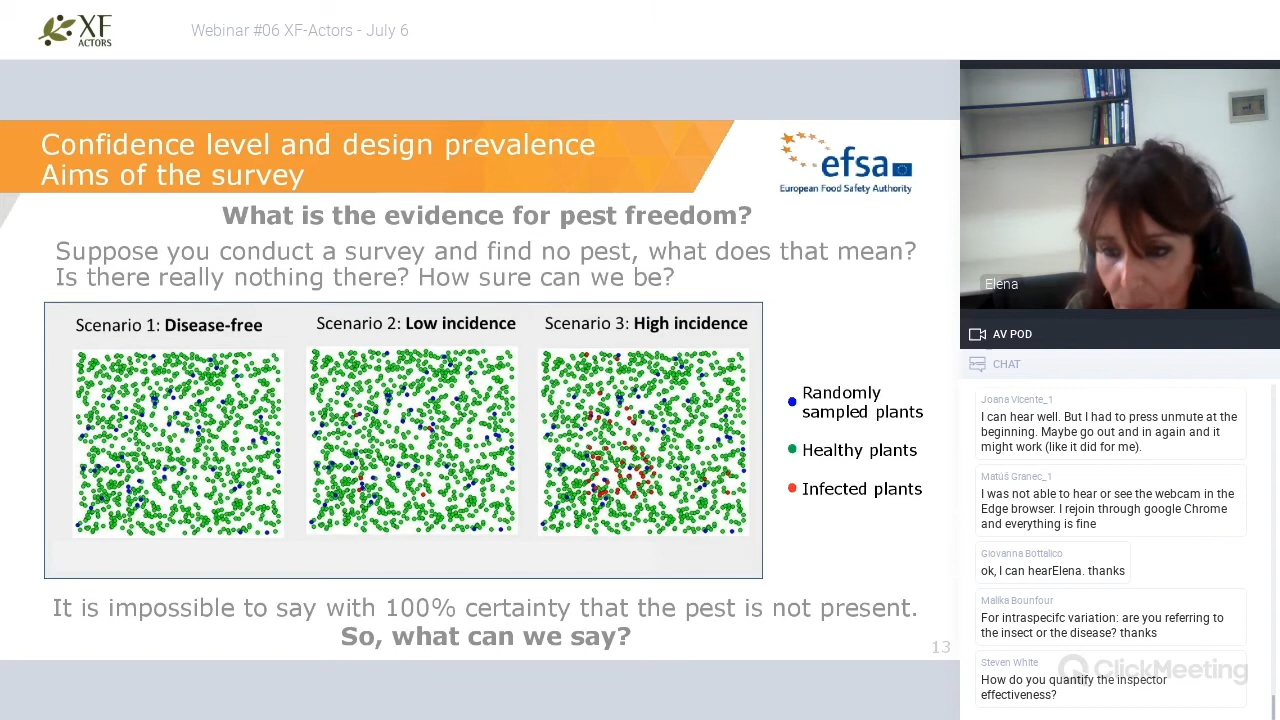 XF
ACTORS
Webinar #06 XF-Actors - July 6
Confidence level and design prevalence
Aims of the survey
efsa
European Food Safety Authority
What is the evidence for pest freedom?
Suppose you conduct a survey and find no pest, what does that mean?
Is there really nothing there? How sure can we be?
Scenario 1: Disease-free
Scenario 2: Low incidence
Scenario 3: High incidence
Randomly
sampled plants
Healthy plants
Infected plants
It is impossible to say with 100% certainty that the pest is not present.
So, what can we say?
13
Elena
AV POD
CHAT
Joana Vicente_1
I can hear well. But I had to press unmute at the
beginning. Maybe go out and in again and it
might work (like it did for me).
Matúš Granec_1
I was not able to hear or see the webcam in the
Edge browser. I rejoin through google Chrome
and everything is fine
Giovanna Bottalico
ok, I can hearElena. thanks
Malika Bounfour
For intraspecifc variation: are you referring to
the insect or the disease? thanks
Steven White
How do you quantify the inspector
effectiveness?
ClickMeeting